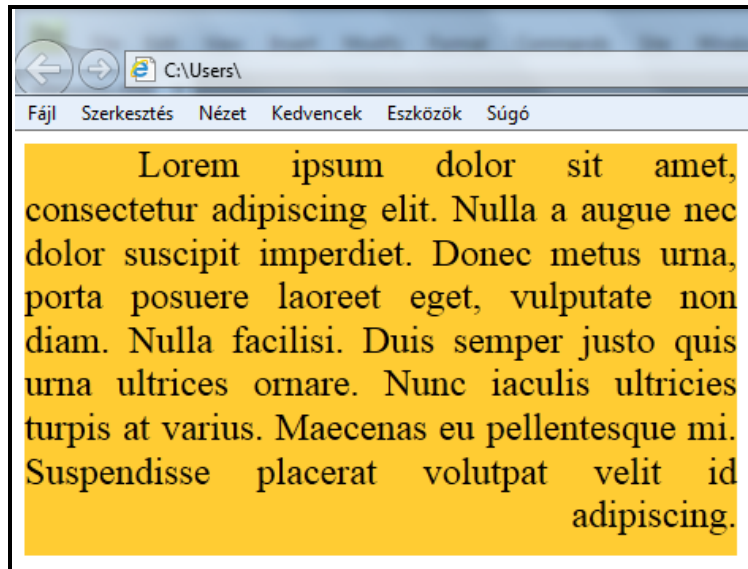 C:\Users\
Fájl Szerkesztés Nézet Kedvencek Eszközök Súgó
Lorem ipsum dolor sit amet,
consectetur adipiscing elit. Nulla a augue nec
dolor suscipit imperdiet. Donec metus urna,
porta posuere laoreet eget, vulputate non
diam. Nulla facilisi. Duis semper justo quis
urna ultrices ornare. Nunc iaculis ultricies
turpis at varius. Maecenas eu pellentesque mi.
Suspendisse placerat volutpat velit id
adipiscing.